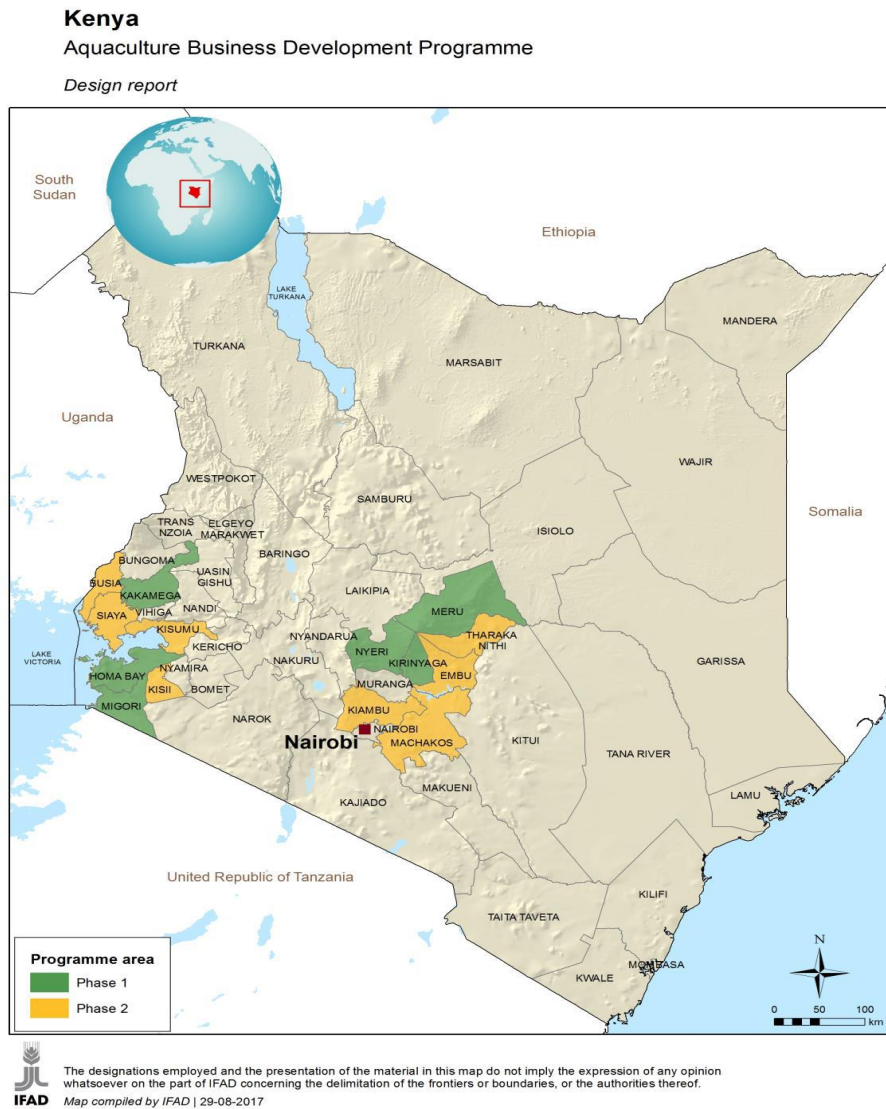 Kenya
Aquaculture Business Development Programme
Design report
South
Sudan
Ethiopia
LAKE
TURKANA
MANDERA
TURKANA
MARSABIT
Uganda
WAJIR
WESTPOKOT
SAMBURU
Somalia
TRANS
NZOIA
ELGEYO
MARAKWET
ISIOLO
BUNGOMA
BARINGO
UASIN
GISHU
BUSIA
KAKAMEGA
LAIKIPIA
MERU
SIAYA
VIHIGA
NANDI
KISUMU
NYANDARUA
THARAKA
NITHI
LAKE
VICTORIA
KERICHO
NYERI
KIRINYAGA
NAKURU
GARISSA
HOMA BAY
NYAMIRA
EMBU
KISII
BOMET
MURANGA
MIGORI
NAROK
KIAMBU
Nairobi
NAIROBI
MACHAKOS
KITUI
TANA RIVER
MAKUENI
LAMU
KAJIADO
United Republic of Tanzania
KILIFI
TAITA TAVETA
Programme area
Phase 1
Phase 2
N
MOMBASA
KWALE
0 50 100
km
The designations employed and the presentation of the material in this map do not imply the expression of any opinion
whatsoever on the part of IFAD concerning the delimitation of the frontiers or boundaries, or the authorities thereof.
IFAD
Map compiled by IFAD | 29-08-2017